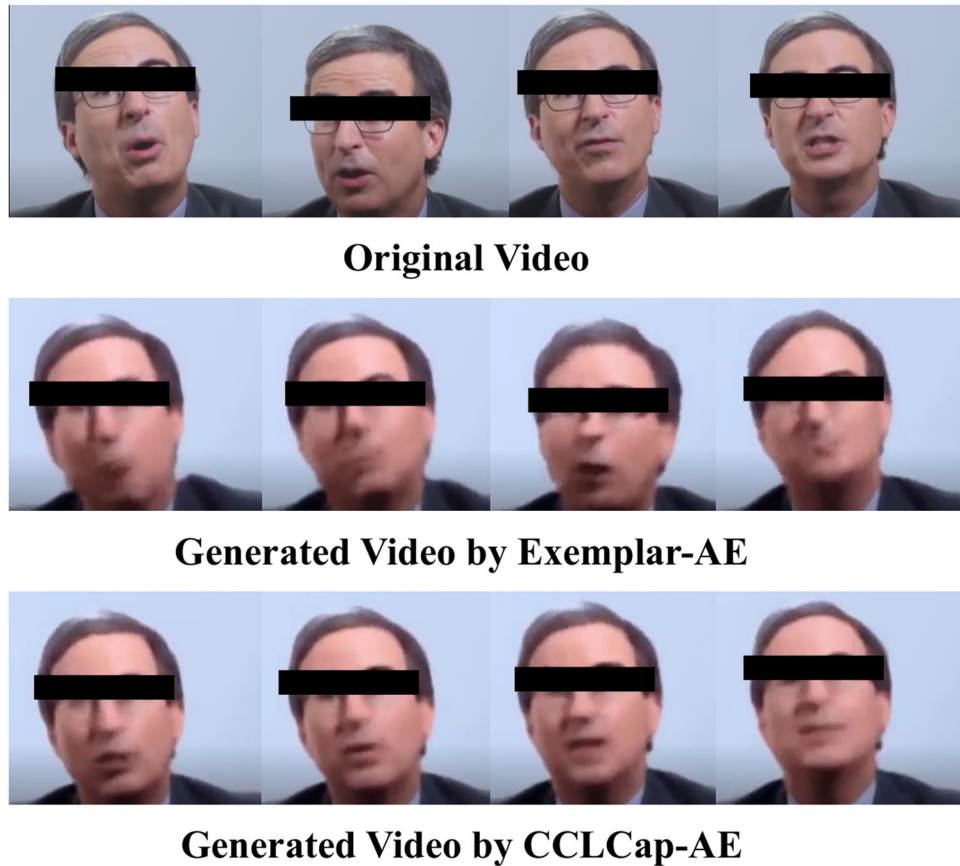 Original Video
Generated Video by Exemplar-AE
Generated Video by CCLCap-AE